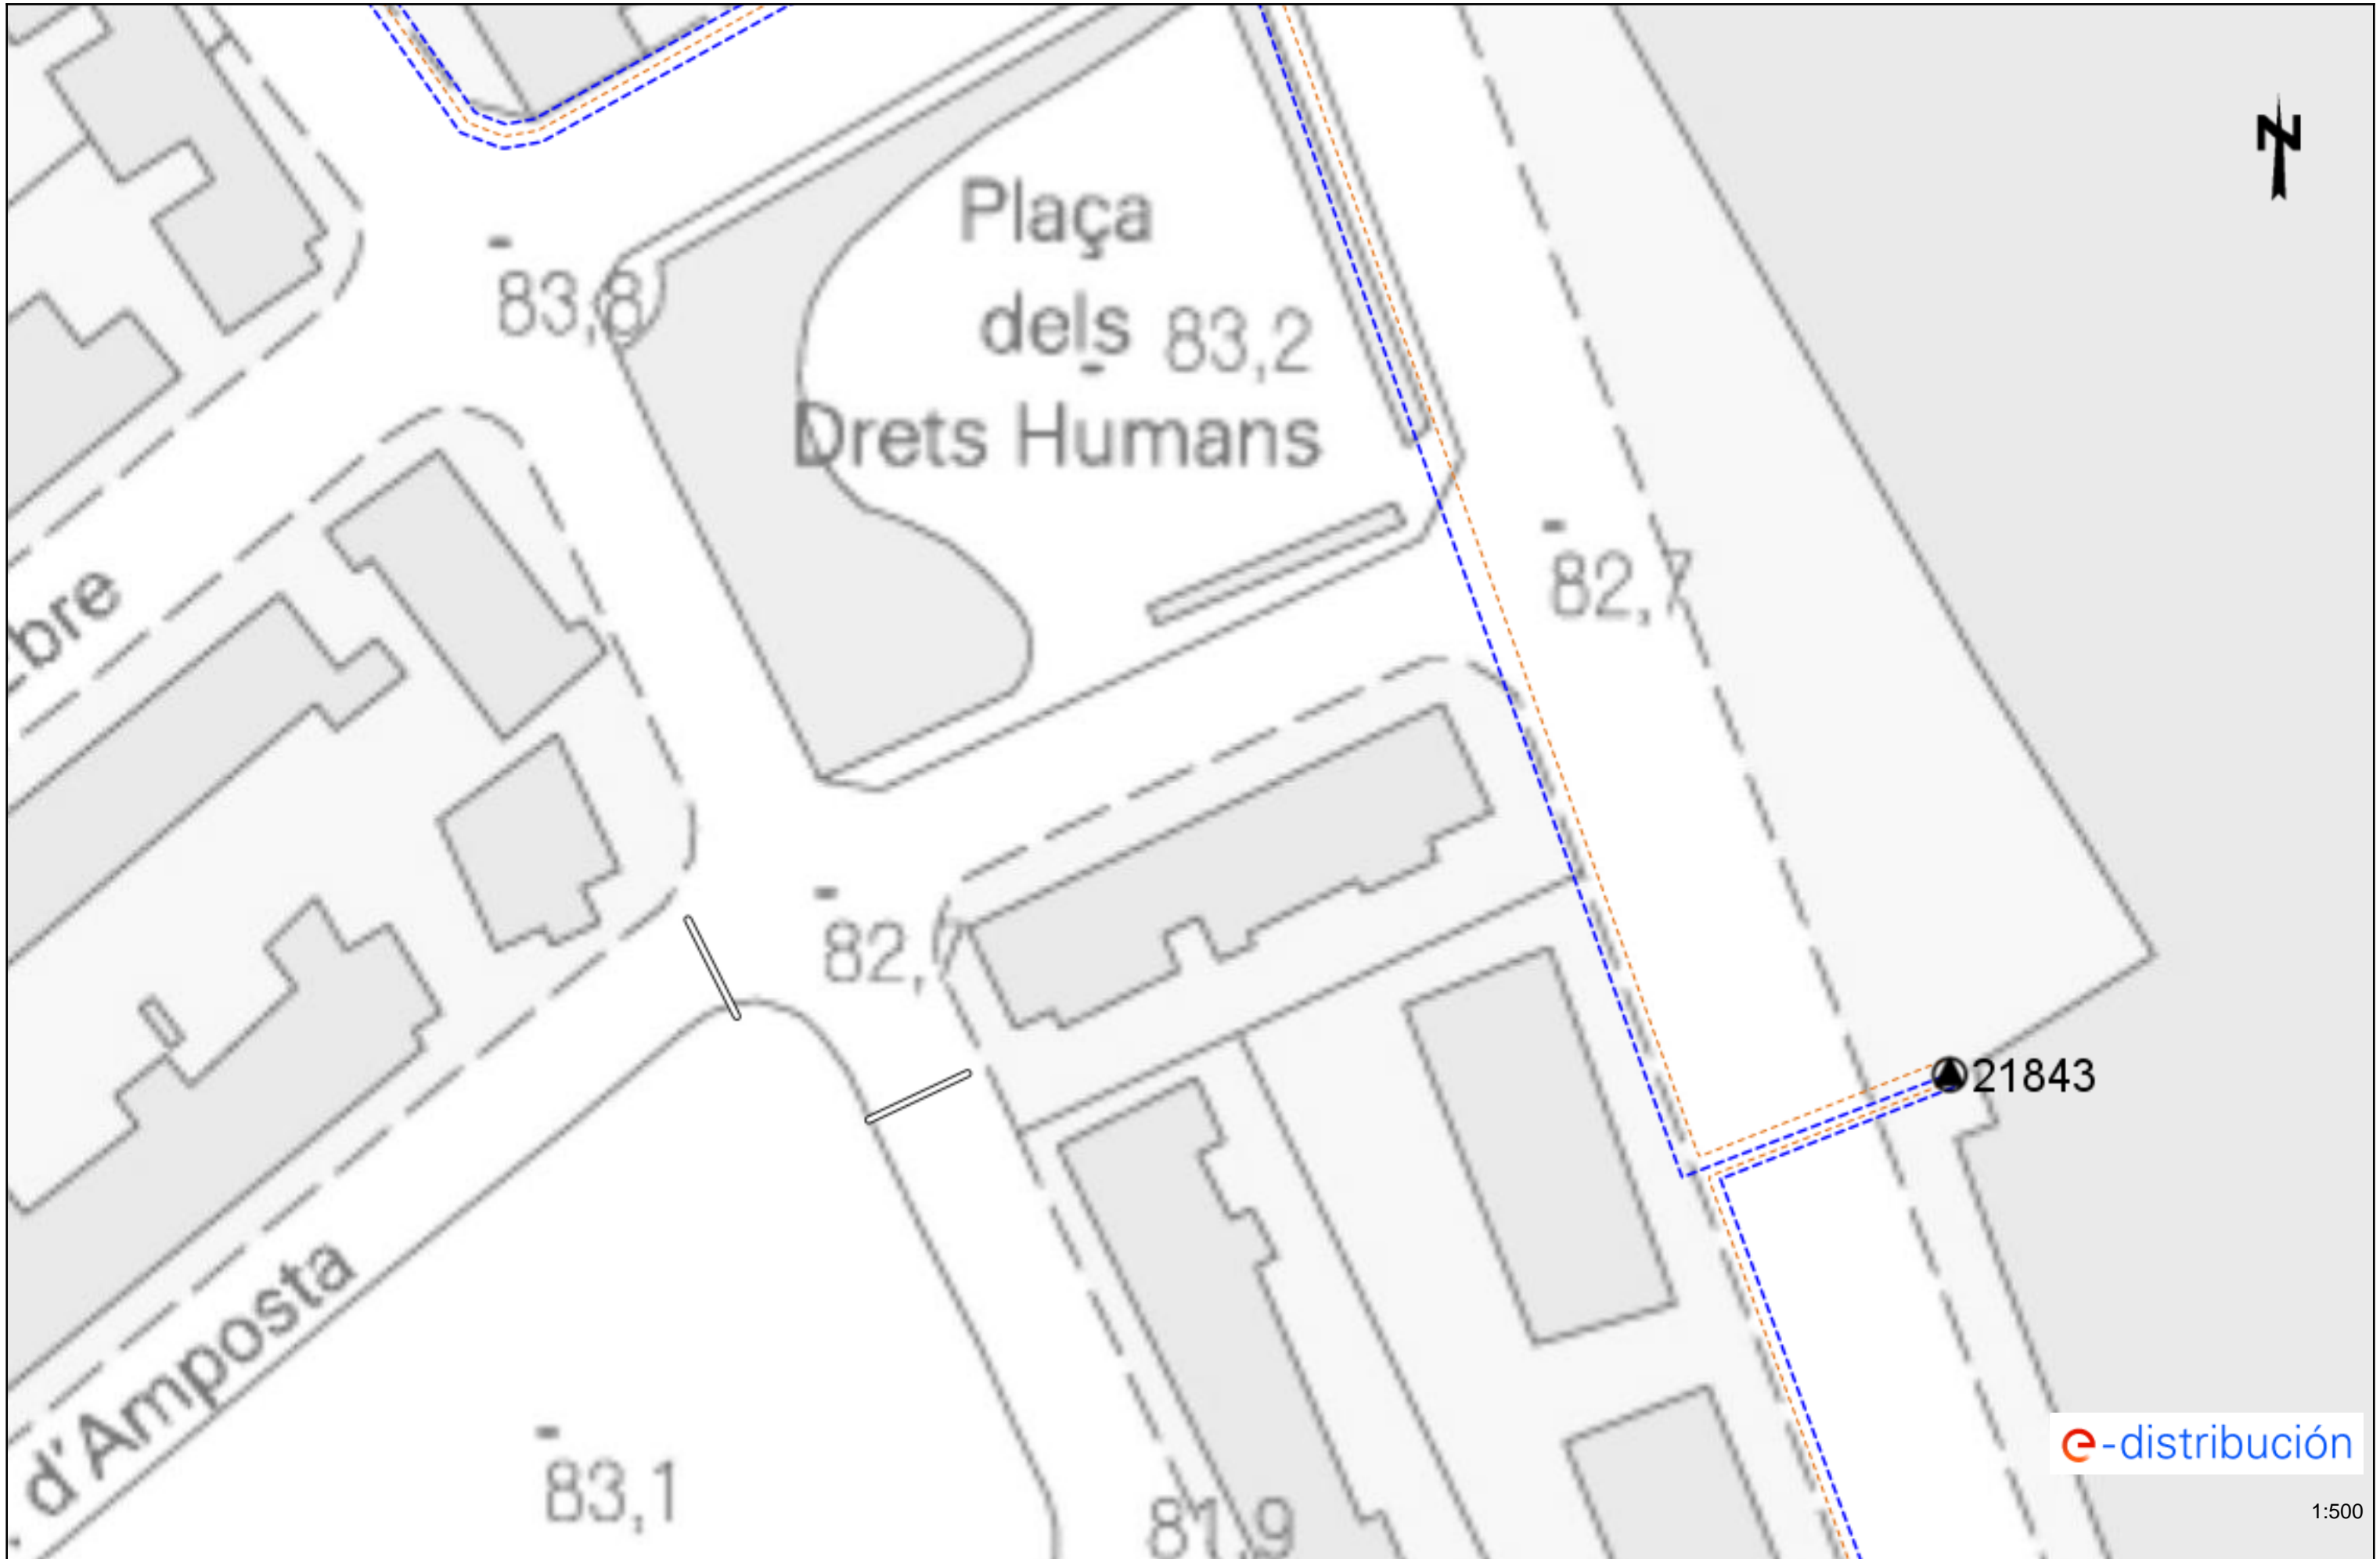 N
Plaça
dels
Drets Humans
83,8
83,2
82,7
bre
82,
21843
d'Amposta
83,1
81,9
e-distribución
1:500